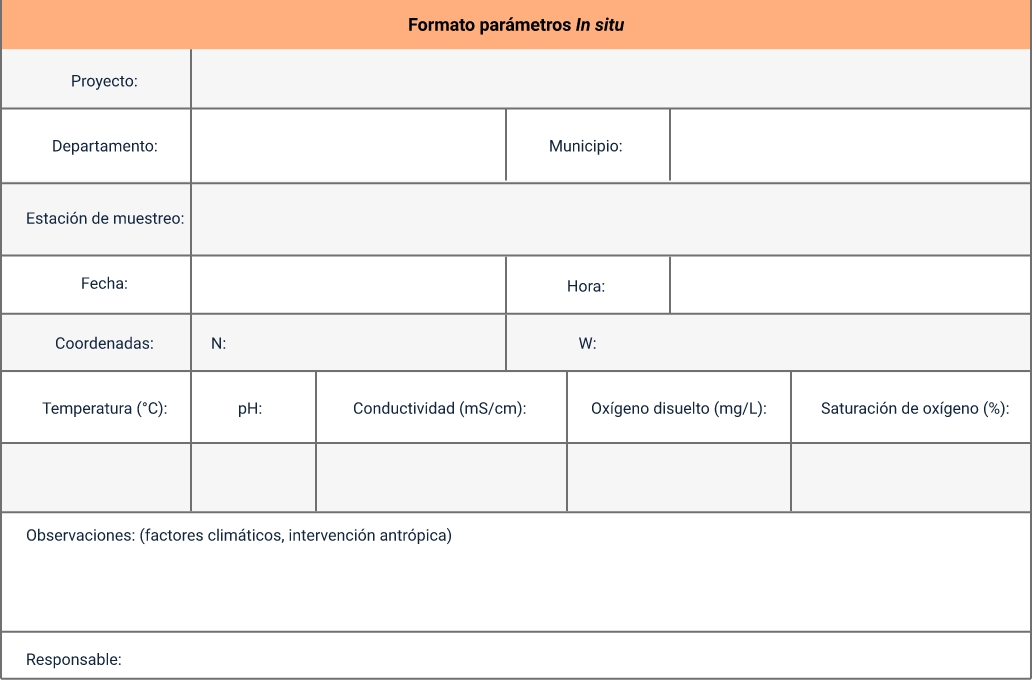 Formato parámetros In situ
Proyecto:
Departamento: Municipio:
Estación de muestreo:
Fecha: Hora:
Coordenadas: N: W:
Temperatura (°C): pH: Conductividad (mS/cm): Oxígeno disuelto (mg/L): Saturación de oxígeno (%):
Observaciones: (factores climáticos, intervención antrópica)
Responsable: